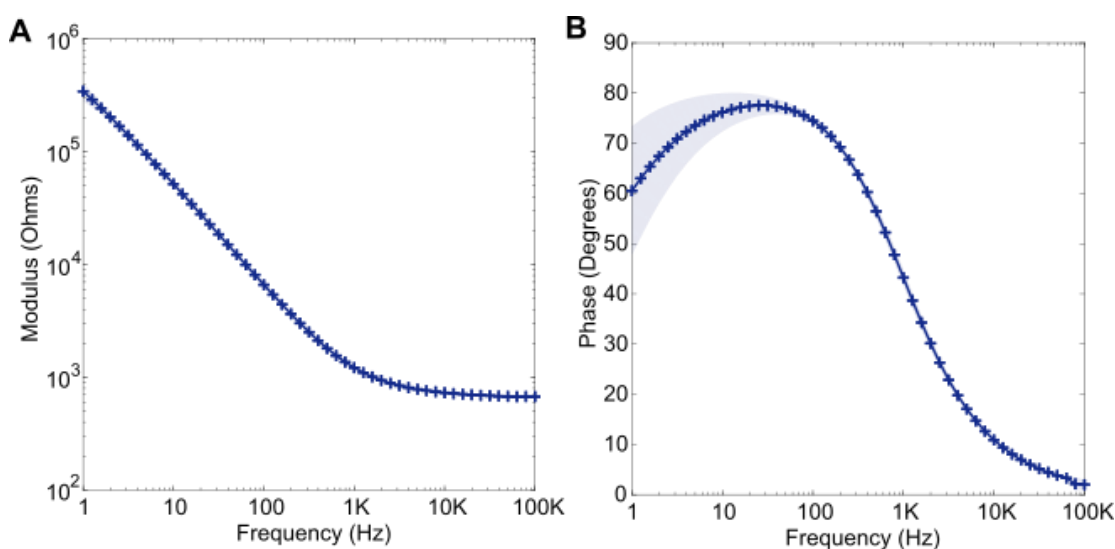 A
10^6
10^5
10^4
10^3
10^2
Modulus (Ohms)
1 10 100 1K 10K 100K
Frequency (Hz)
B
90
80
70
60
50
40
30
20
10
0
Phase (Degrees)
1 10 100 1K 10K 100K
Frequency (Hz)